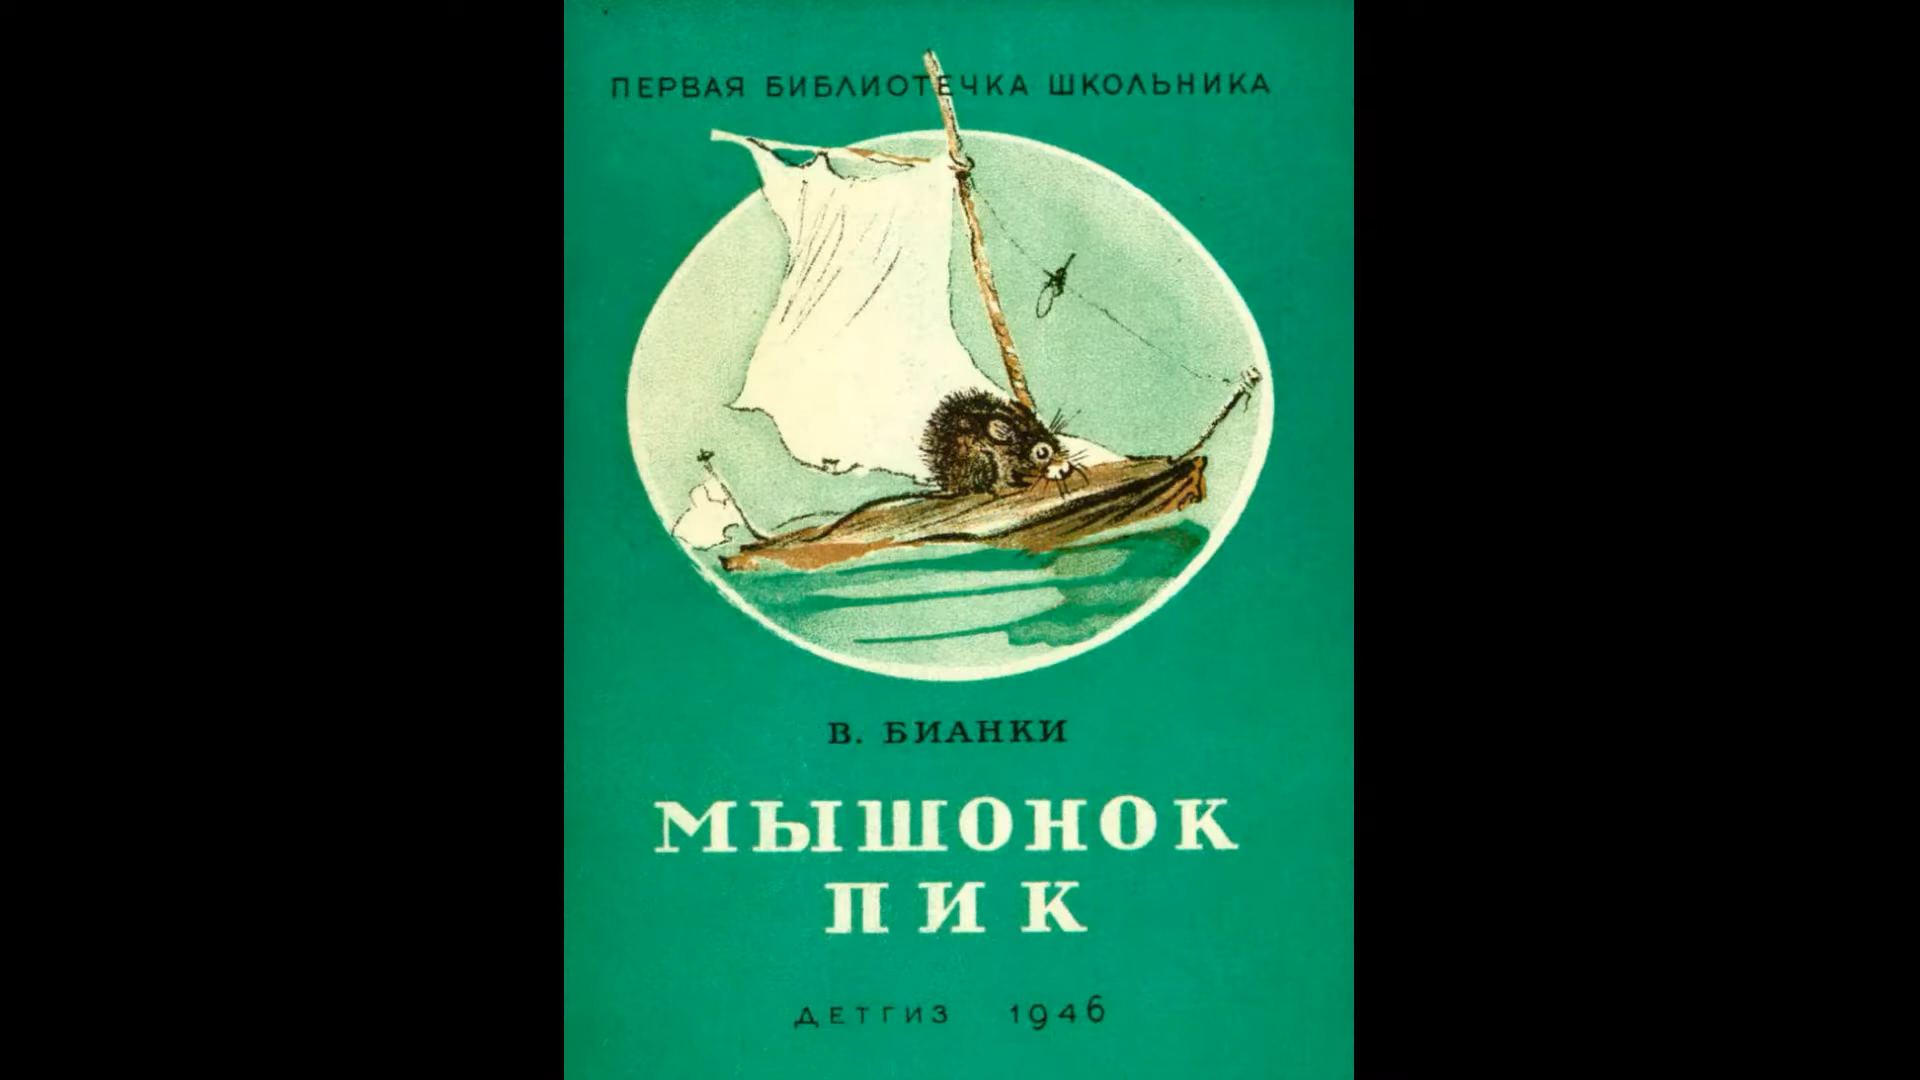 ПЕРВАЯ БИБЛИОТЕЧКА ШКОЛЬНИКА
В. БИАНКИ
МЫШОНОК
ПИК
ДЕТГИЗ 1946